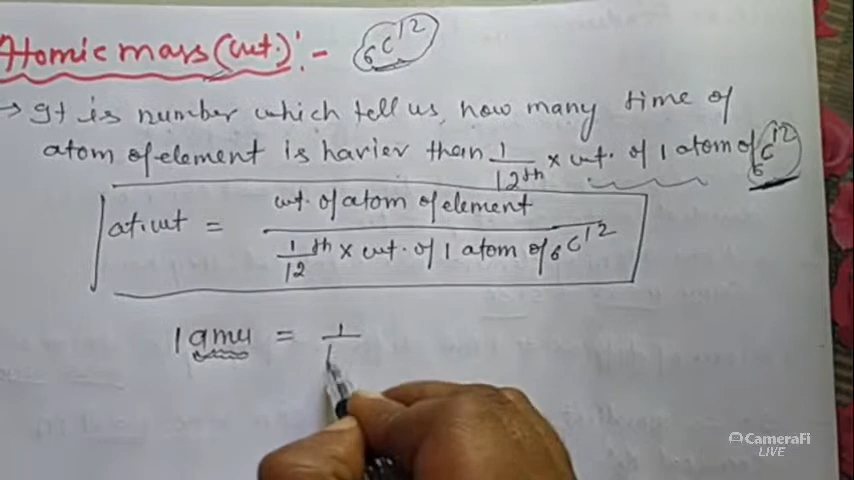 Atomic mass (wt.) :- ₆C¹²
→ It is number which tell us, how many time of
atom of element is havier than 1/12th × wt. of 1 atom of ₆C¹²
at.wt = wt. of atom of element / 1/12th × wt. of 1 atom of ₆C¹²
1 amu = 1
CameraFi
LIVE